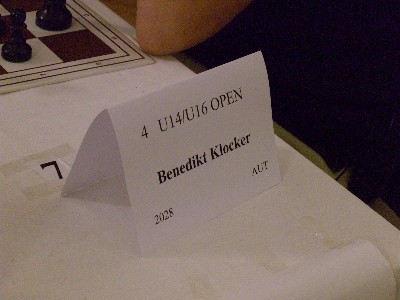 4 U14/U16 OPEN
Benedikt Klocker
2028 AUT
7